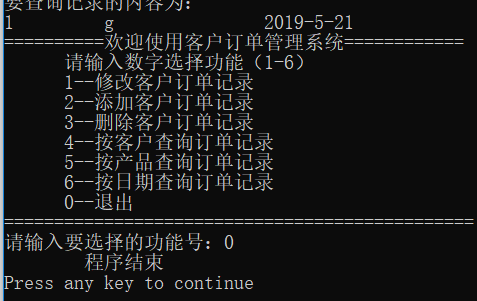 要查询记录的内容为:
1 g 2019-5-21
==========欢迎使用客户订单管理系统============
请输入数字选择功能（1-6）
1--修改客户订单记录
2--添加客户订单记录
3--删除客户订单记录
4--按客户查询订单记录
5--按产品查询订单记录
6--按日期查询订单记录
0--退出
===============================================
请输入要选择的功能号：0
程序结束
Press any key to continue